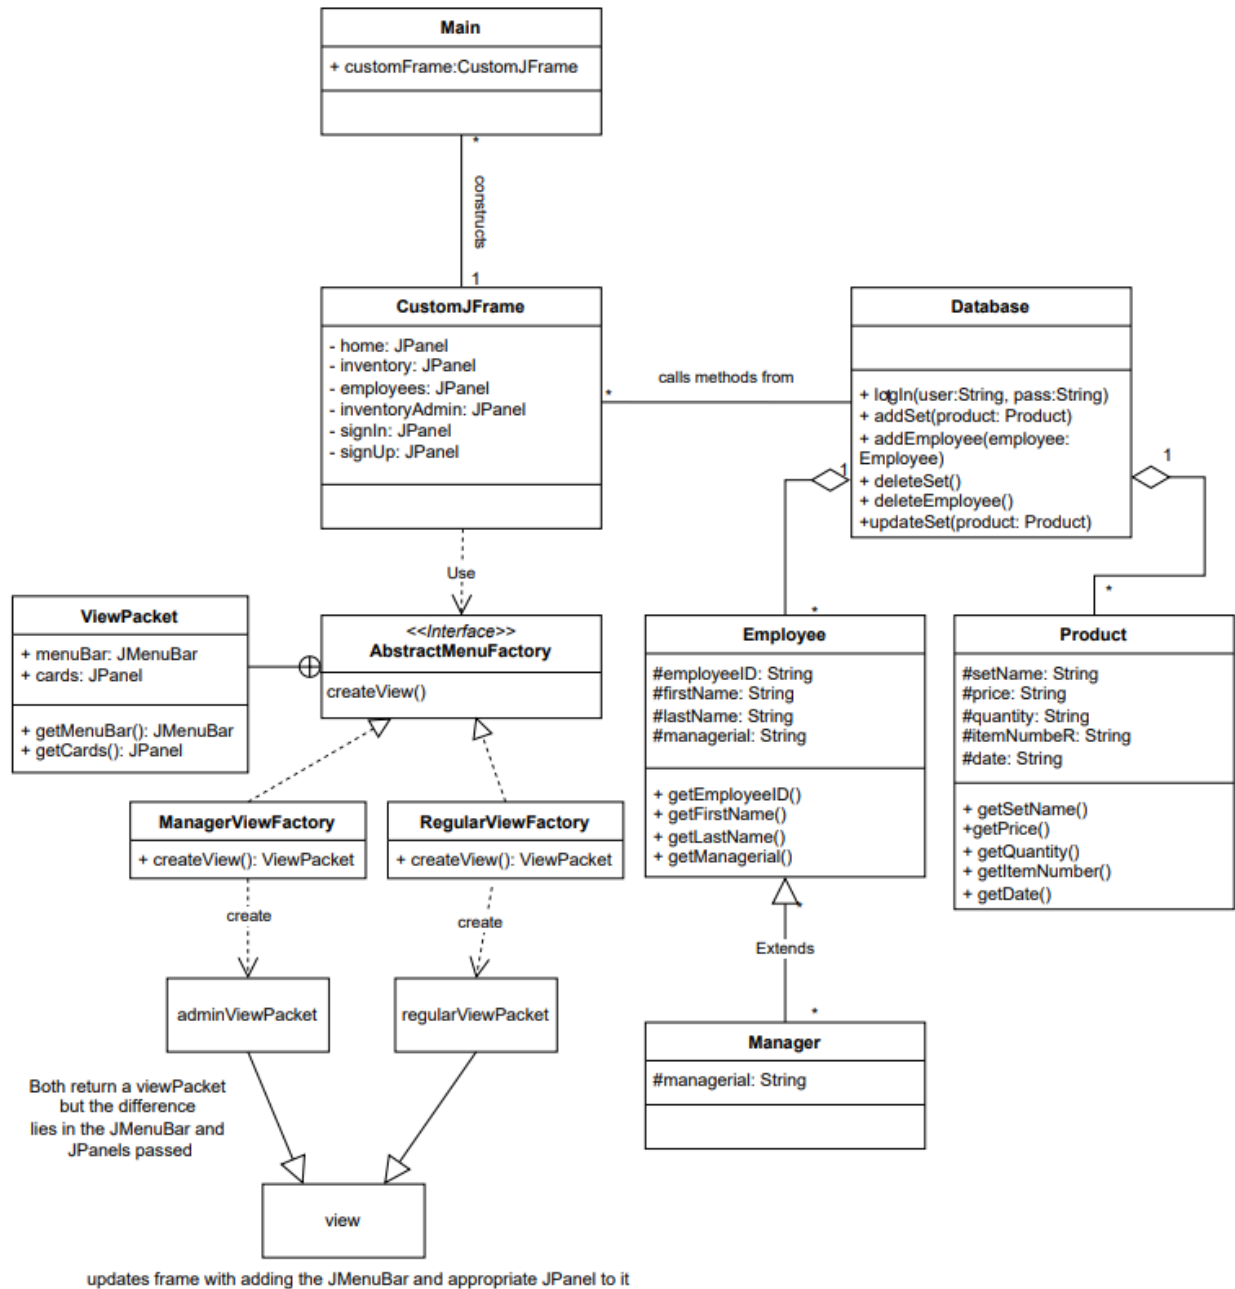 Main
+ customFrame:CustomJFrame
*
constructs
1
CustomJFrame
- home: JPanel
- inventory: JPanel
- employees: JPanel
- inventoryAdmin: JPanel
- signIn: JPanel
- signUp: JPanel
*
calls methods from
1
Database
+ logIn(user:String, pass:String)
+ addSet(product: Product)
+ addEmployee(employee:
Employee)
+ deleteSet()
+ deleteEmployee()
+updateSet(product: Product)
1
1
*
*
Use
ViewPacket
+ menuBar: JMenuBar
+ cards: JPanel
+ getMenuBar(): JMenuBar
+ getCards(): JPanel
<<Interface>>
AbstractMenuFactory
createView()
Employee
#employeeID: String
#firstName: String
#lastName: String
#managerial: String
+ getEmployeeID()
+ getFirstName()
+ getLastName()
+ getManagerial()
Product
#setName: String
#price: String
#quantity: String
#itemNumbeR: String
#date: String
+ getSetName()
+getPrice()
+ getQuantity()
+ getItemNumber()
+ getDate()
ManagerViewFactory
+ createView(): ViewPacket
RegularViewFactory
+ createView(): ViewPacket
create
create
*
Extends
*
adminViewPacket
regularViewPacket
Manager
#managerial: String
Both return a viewPacket
but the difference
lies in the JMenuBar and
JPanels passed
view
updates frame with adding the JMenuBar and appropriate JPanel to it